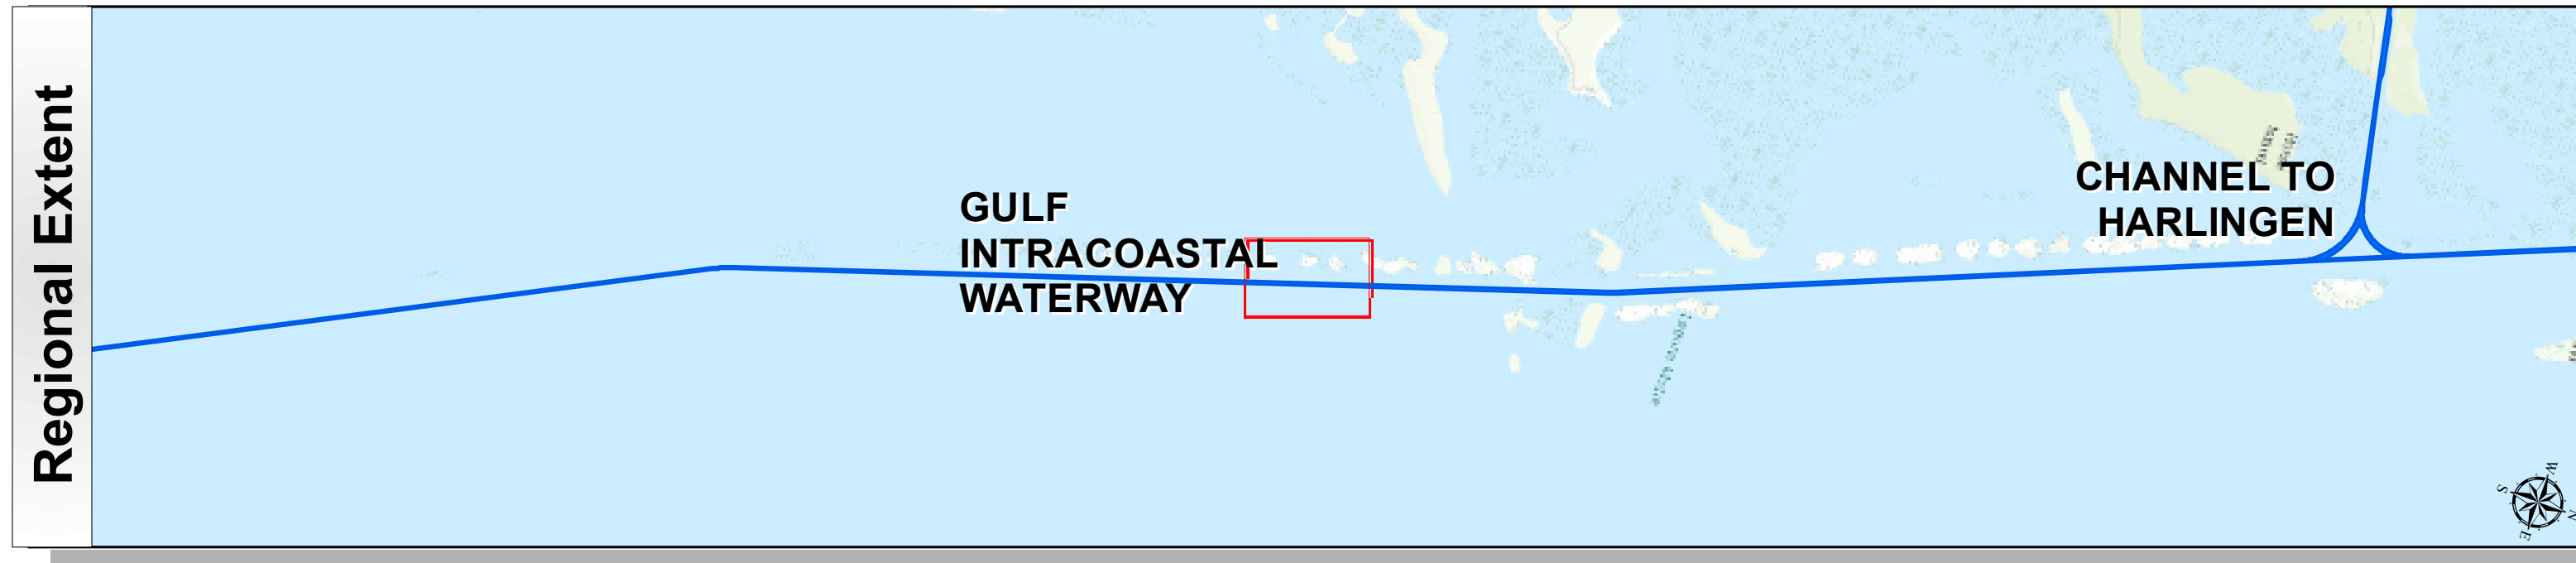 Regional Extent
GULF
INTRACOASTAL
WATERWAY
CHANNEL TO
HARLINGEN
W
S
N
E